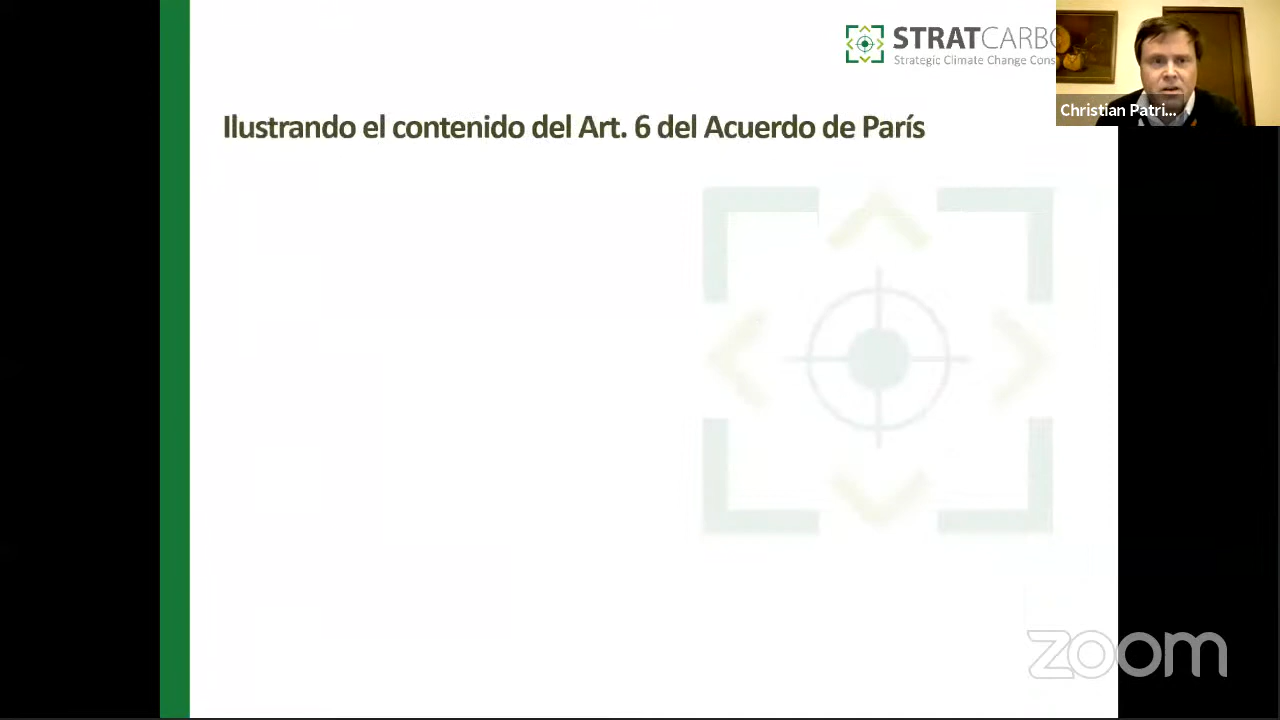 STRATCARBO
Strategic Climate Change Cons
Christian Patri...
Ilustrando el contenido del Art. 6 del Acuerdo de París
zoom